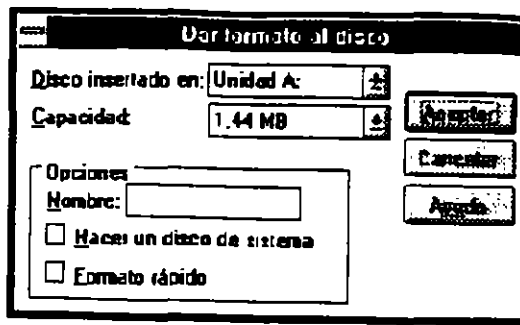 Dar formato al disco
Disco insertado en: Unidad A:
Capacidad: 1,44 MB
Aceptar
Cancelar
Opciones
Nombre:
Ayuda
Hacer un disco de sistema
Formato rápido